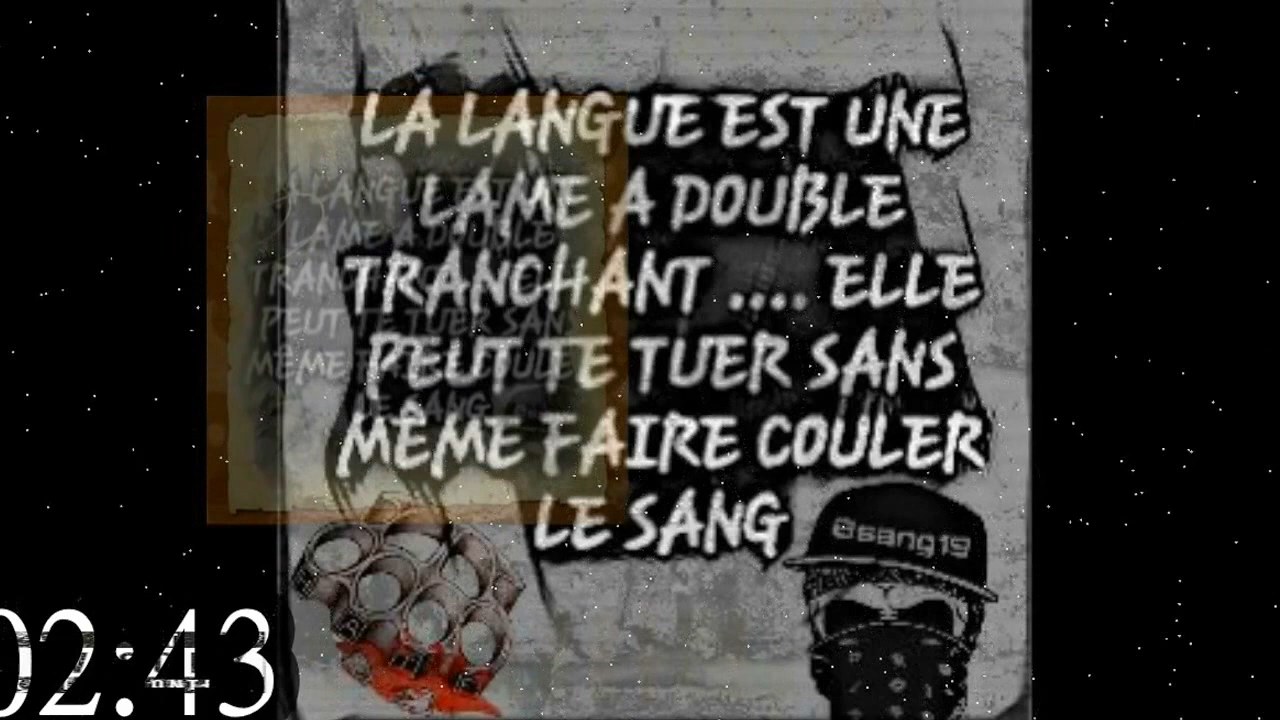 LA LANGUE EST UNE
LAME A DOUBLE
TRANCHANT .... ELLE
PEUT TE TUER SANS
MÊME FAIRE COULER
LE SANG
@sang19
02:43